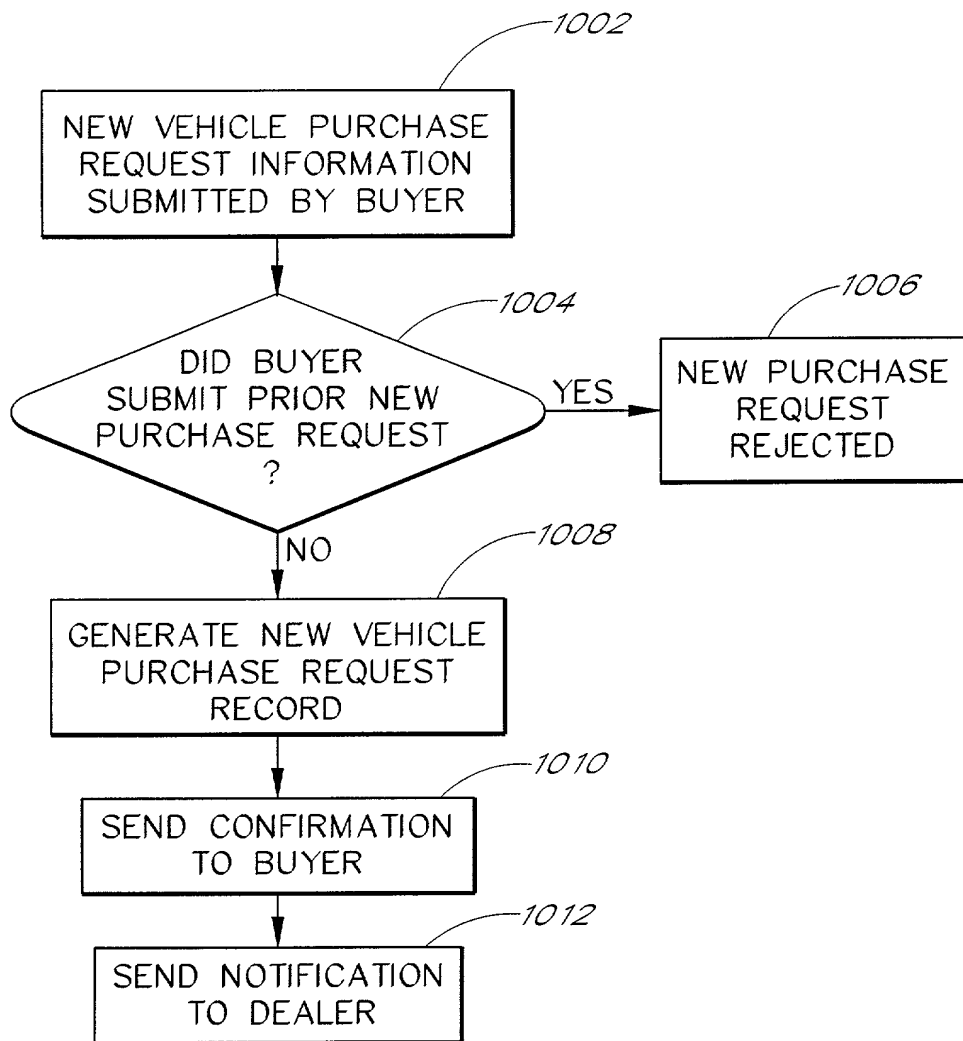 1002
NEW VEHICLE PURCHASE
REQUEST INFORMATION
SUBMITTED BY BUYER
1004
DID BUYER
SUBMIT PRIOR NEW
PURCHASE REQUEST
?
YES
1006
NEW PURCHASE
REQUEST
REJECTED
NO
1008
GENERATE NEW VEHICLE
PURCHASE REQUEST
RECORD
1010
SEND CONFIRMATION
TO BUYER
1012
SEND NOTIFICATION
TO DEALER